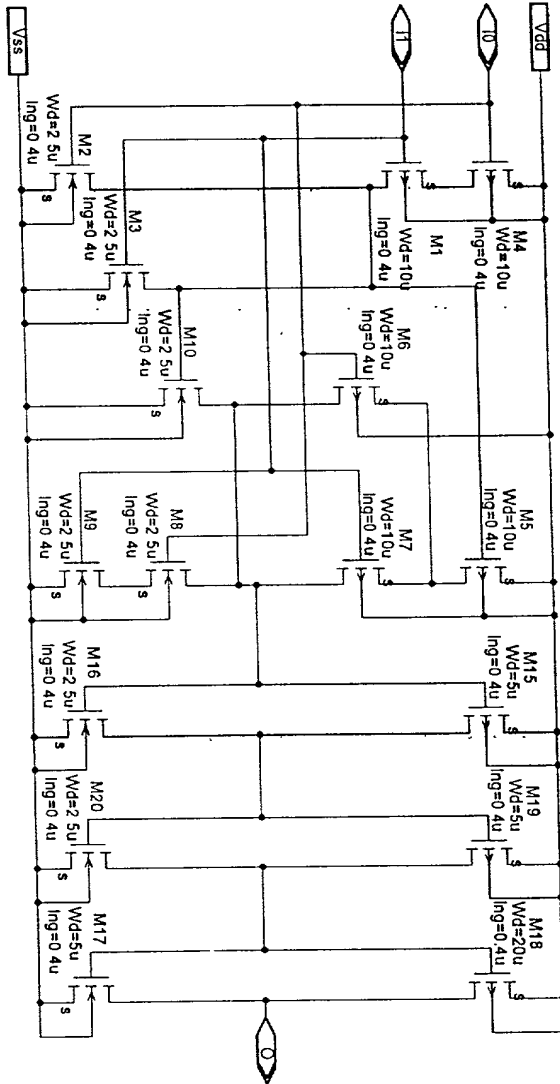 Vdd
I0
I1
M4
Wd=10u
lng=0 4u
s
M1
Wd=10u
lng=0 4u
s
M5
Wd=10u
lng=0 4u
s
M6
Wd=10u
lng=0 4u
s
M7
Wd=10u
lng=0 4u
s
M15
Wd=5u
lng=0 4u
s
M19
Wd=5u
lng=0 4u
s
M18
Wd=20u
lng=0.4u
s
O
M2
Wd=2 5u
lng=0 4u
s
M3
Wd=2 5u
lng=0 4u
s
M10
Wd=2 5u
lng=0 4u
s
M8
Wd=2 5u
lng=0 4u
s
M9
Wd=2 5u
lng=0 4u
s
M16
Wd=2 5u
lng=0 4u
s
M20
Wd=2 5u
lng=0 4u
s
M17
Wd=5u
lng=0 4u
s
Vss